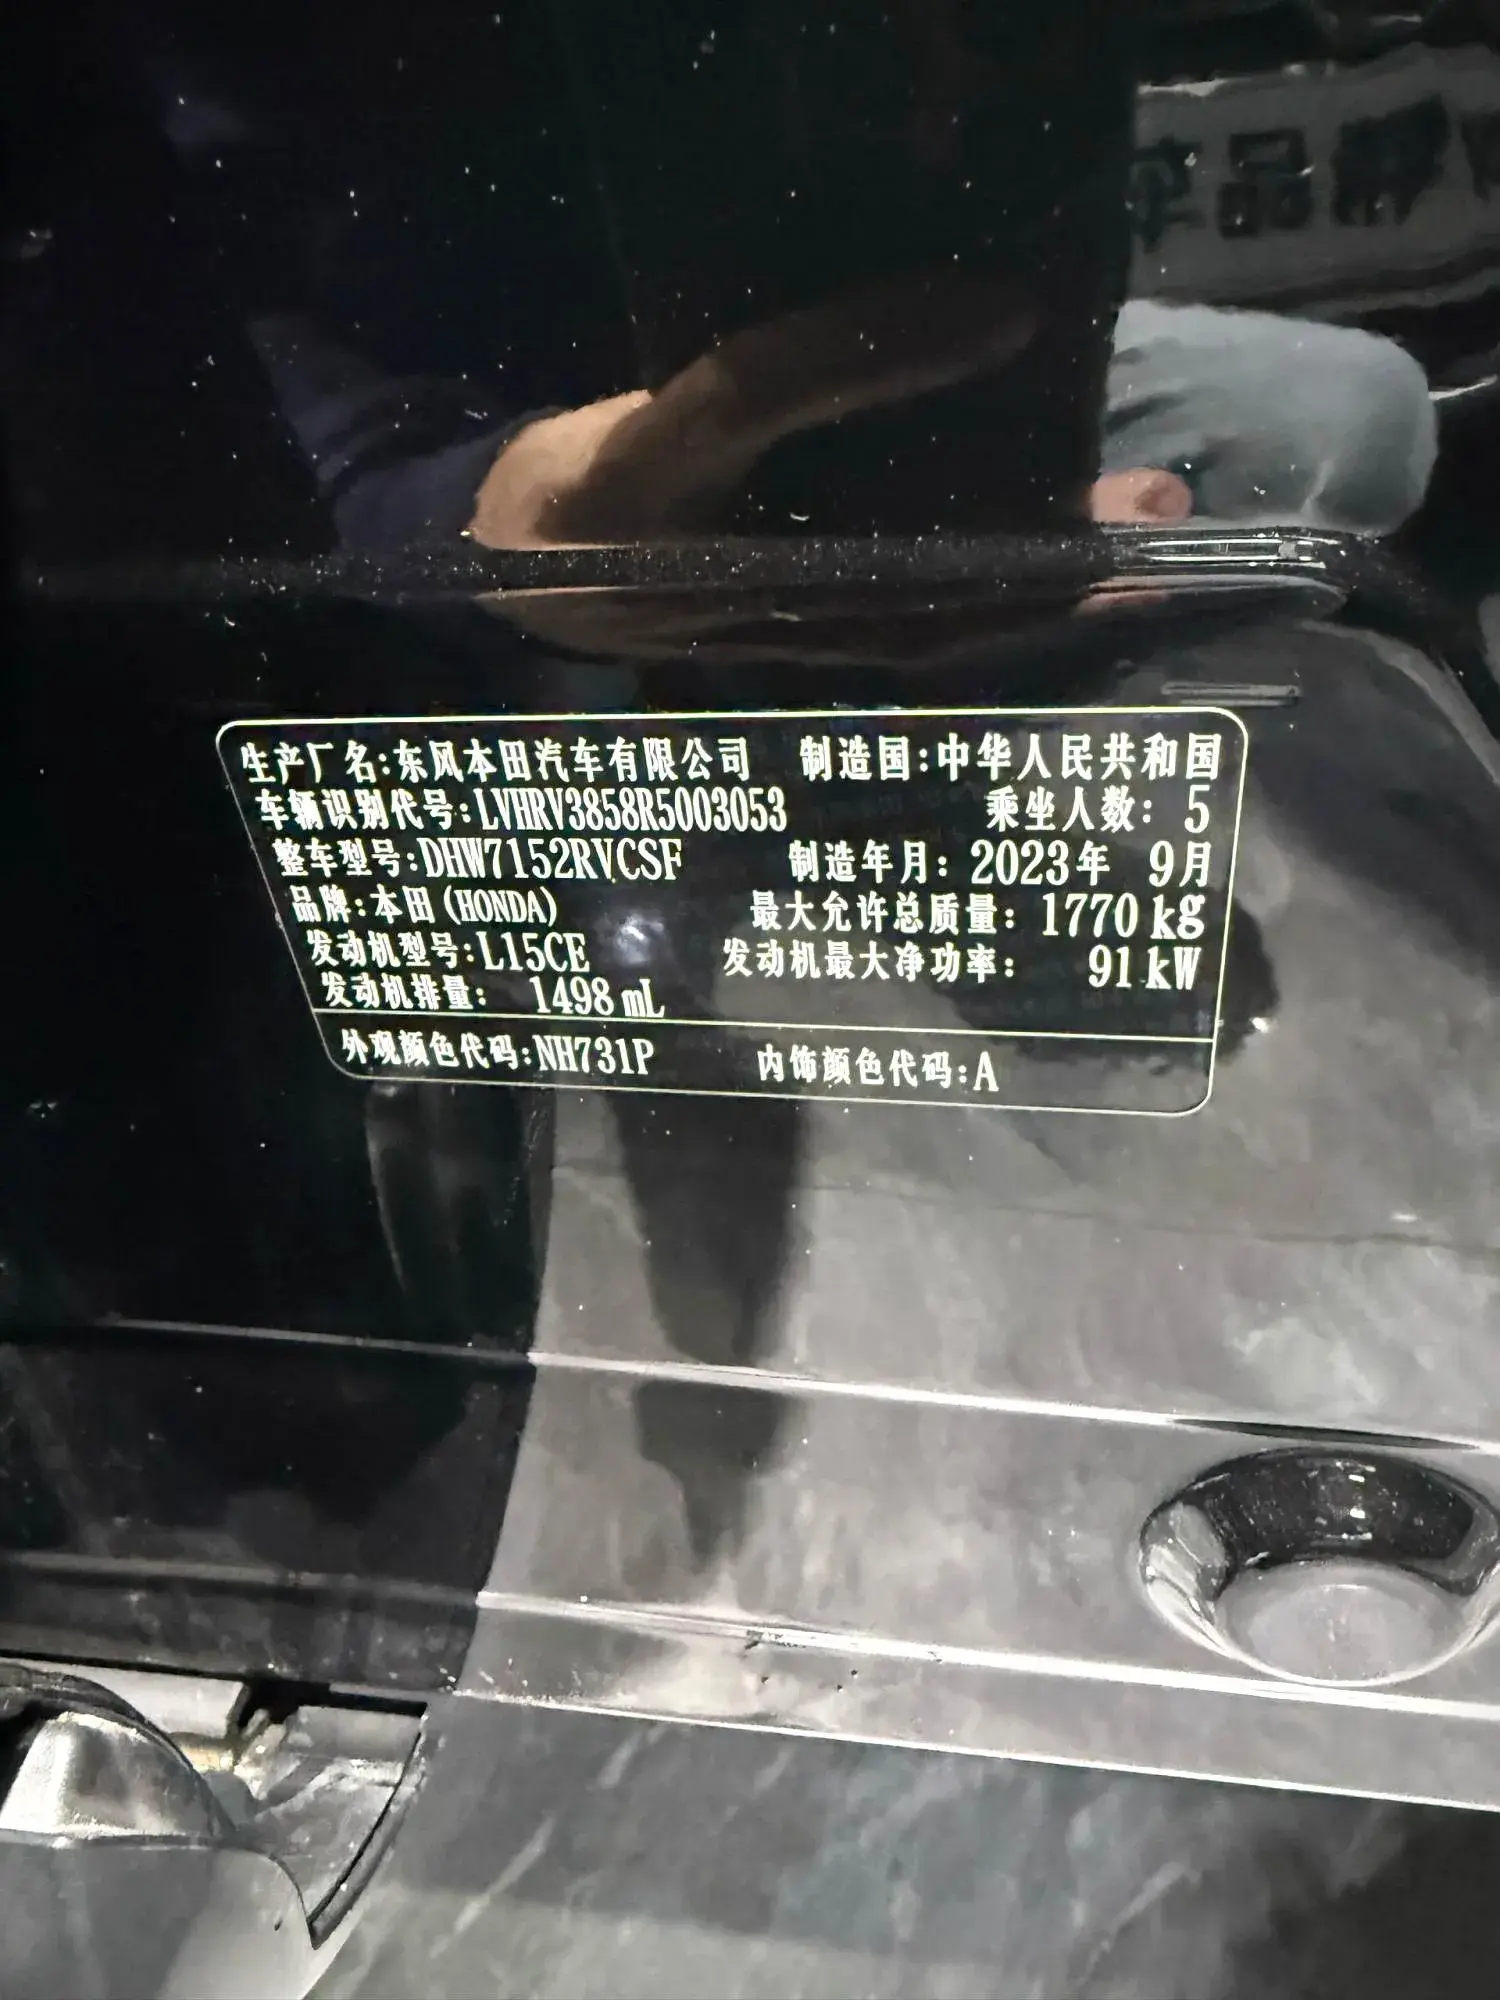 生产厂名:东风本田汽车有限公司 制造国:中华人民共和国
车辆识别代号:LVHRV3858R5003053 乘坐人数: 5
整车型号:DHW7152RVCSF 制造年月: 2023年 9月
品牌:本田(HONDA) 最大允许总质量: 1770 kg
发动机型号:L15CE 发动机最大净功率: 91 kW
发动机排量: 1498 mL
外观颜色代码:NH731P 内饰颜色代码:A